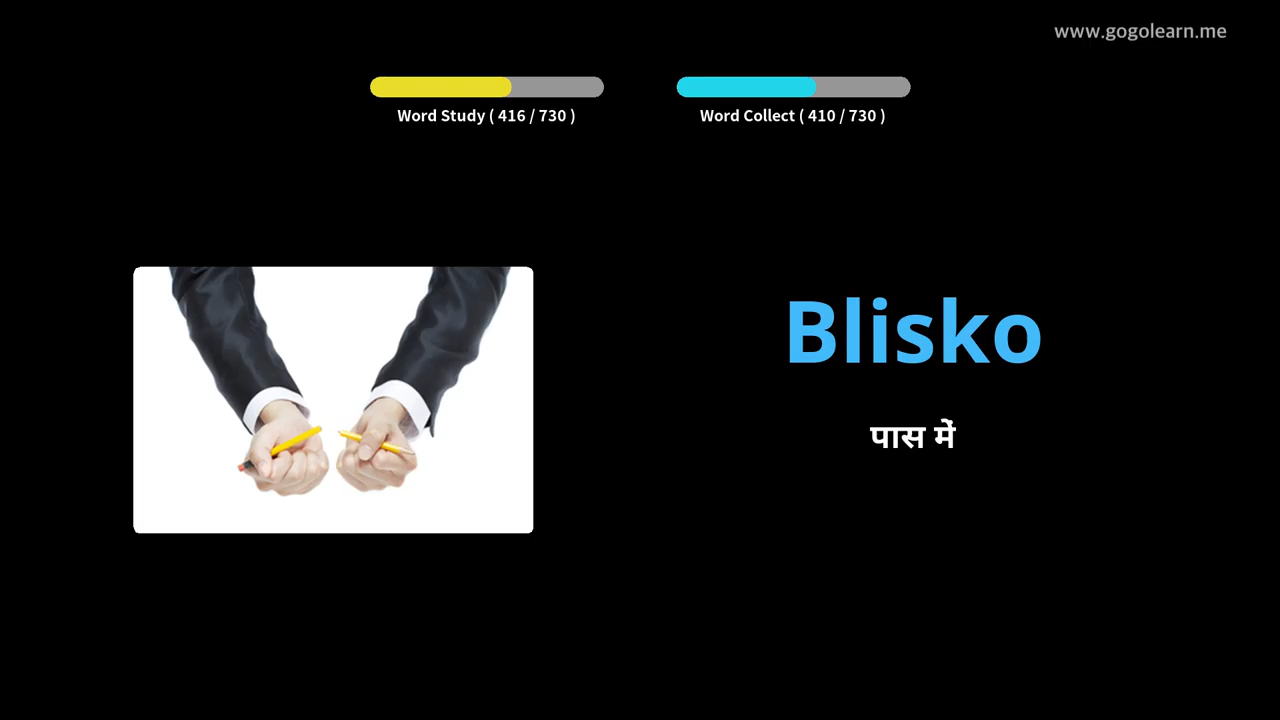 www.gogolearn.me
Word Study ( 416 / 730 )
Word Collect ( 410 / 730 )
Blisko
पास में